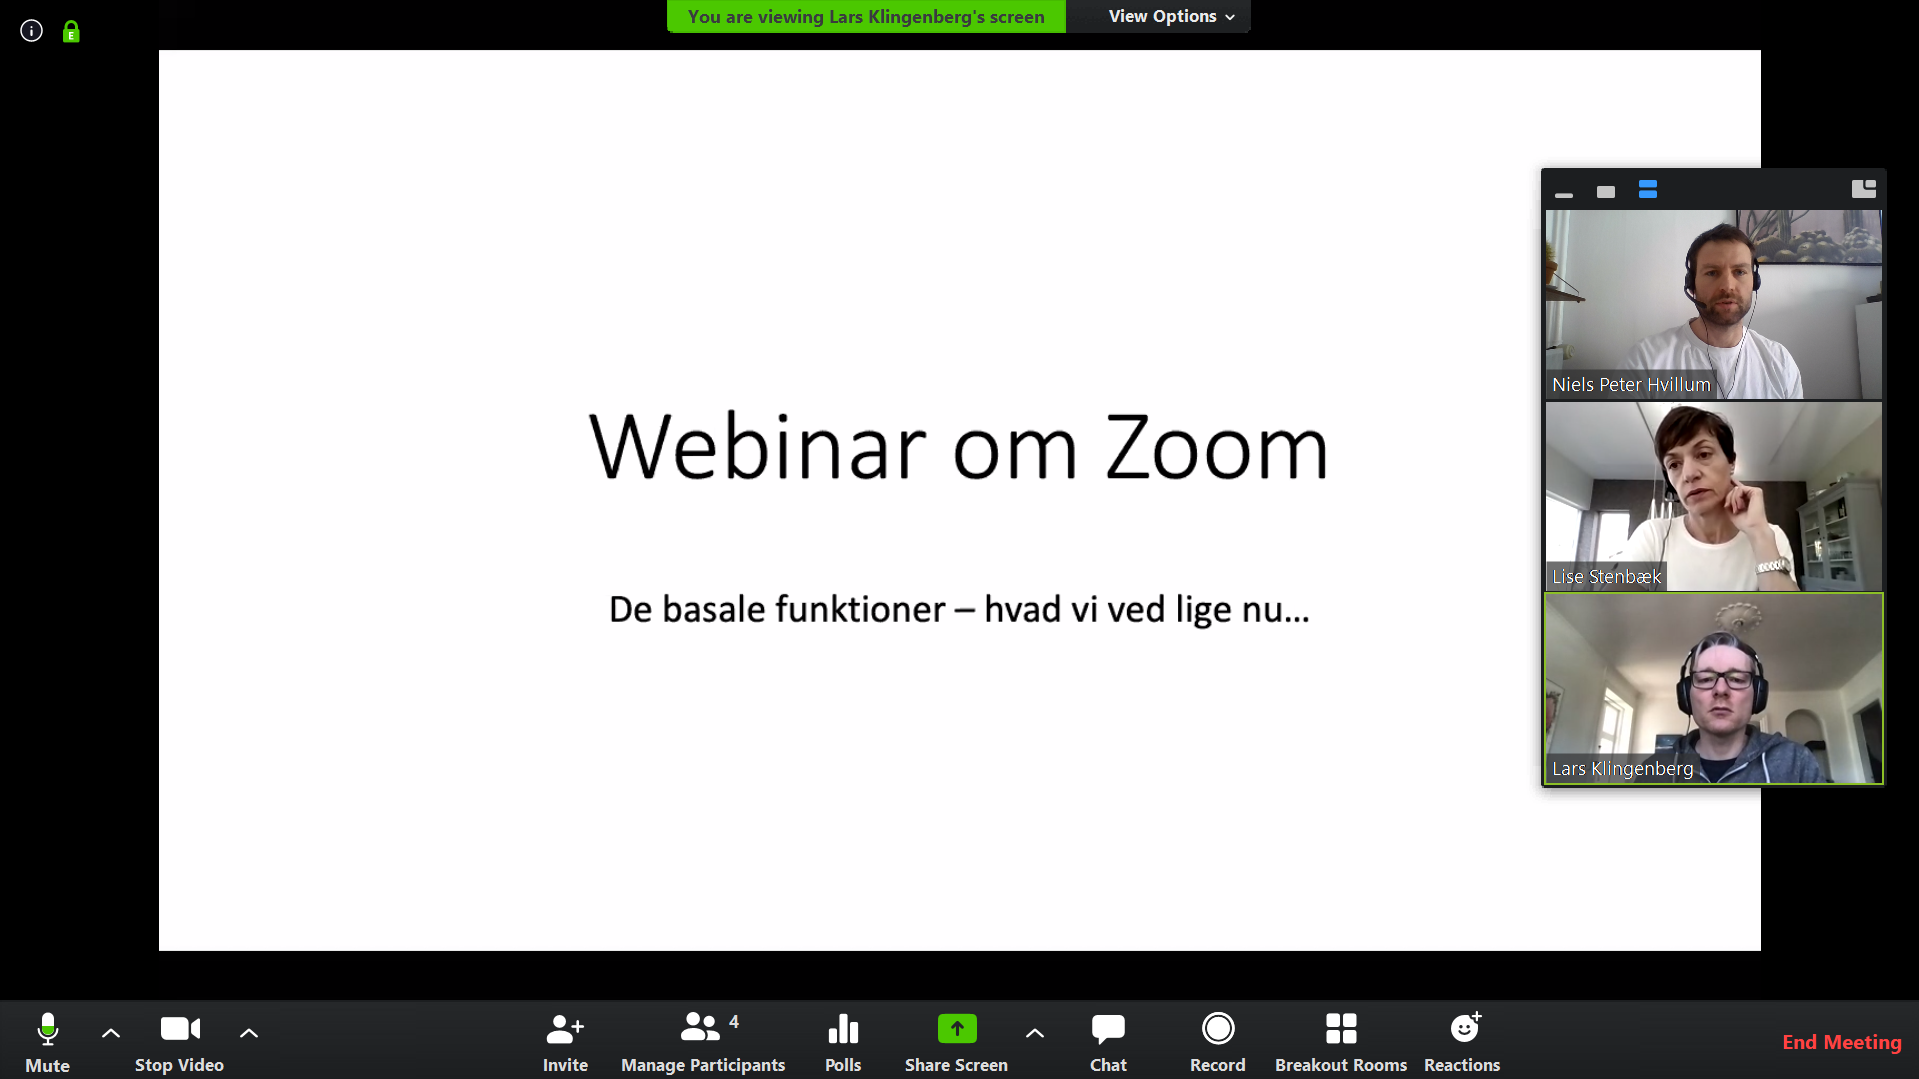 You are viewing Lars Klingenberg's screen
View Options
E
Webinar om Zoom
De basale funktioner – hvad vi ved lige nu...
Niels Peter Hvillum
Lise Stenbæk
Lars Klingenberg
4
Mute
Stop Video
Invite
Manage Participants
Polls
Share Screen
Chat
Record
Breakout Rooms
Reactions
End Meeting